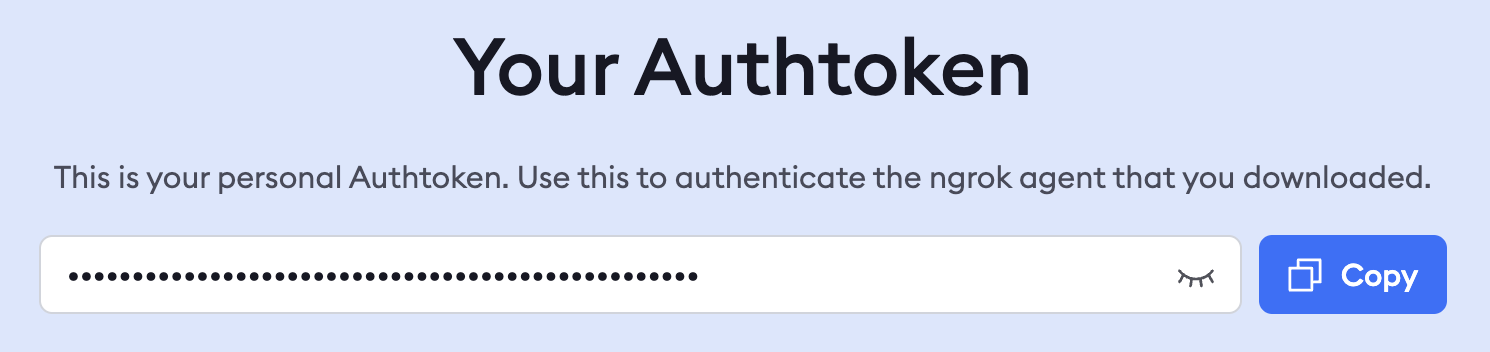 Your Authtoken
This is your personal Authtoken. Use this to authenticate the ngrok agent that you downloaded.
•••••••••••••••••••••••••••••••••••••••••••••••••
Copy